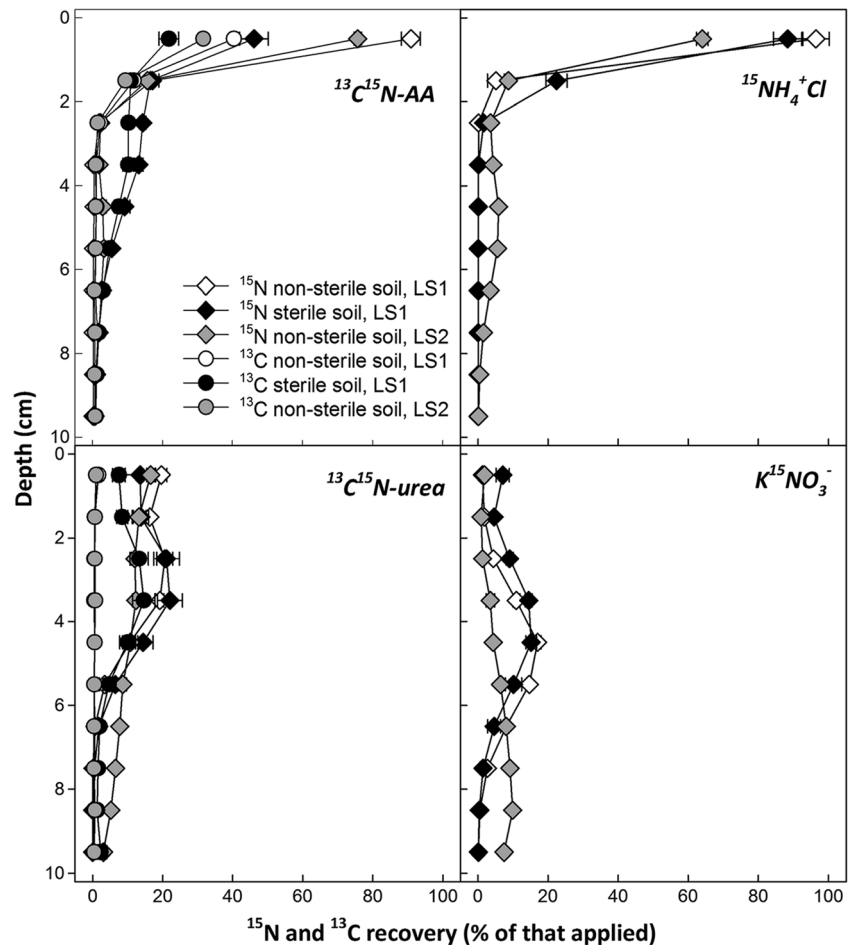 0
2
4
6
8
10
¹³C¹⁵N-AA
¹⁵NH₄⁺Cl
¹⁵N non-sterile soil, LS1
¹⁵N sterile soil, LS1
¹⁵N non-sterile soil, LS2
¹³C non-sterile soil, LS1
¹³C sterile soil, LS1
¹³C non-sterile soil, LS2
Depth (cm)
0
2
4
6
8
10
¹³C¹⁵N-urea
K¹⁵NO₃⁻
0 20 40 60 80 100 0 20 40 60 80 100
¹⁵N and ¹³C recovery (% of that applied)